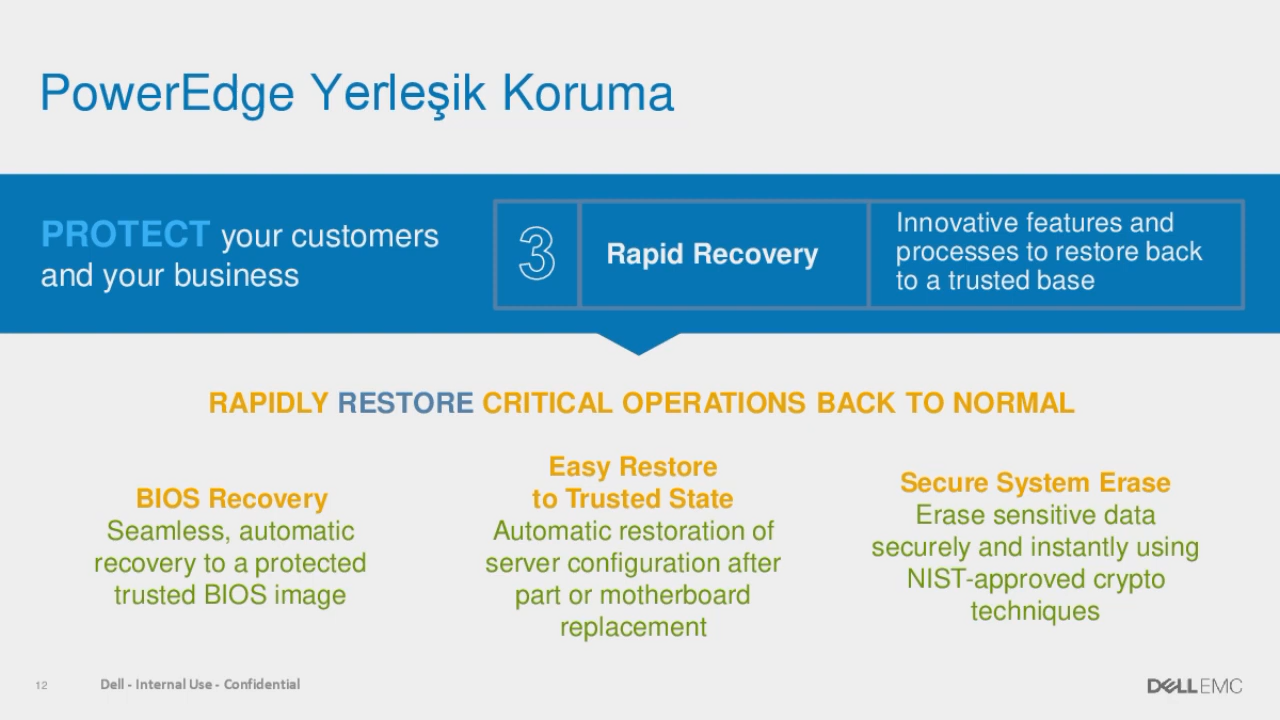 PowerEdge Yerleşik Koruma
PROTECT your customers
and your business
3
Rapid Recovery
Innovative features and
processes to restore back
to a trusted base
RAPIDLY RESTORE CRITICAL OPERATIONS BACK TO NORMAL
BIOS Recovery
Seamless, automatic
recovery to a protected
trusted BIOS image
Easy Restore
to Trusted State
Automatic restoration of
server configuration after
part or motherboard
replacement
Secure System Erase
Erase sensitive data
securely and instantly using
NIST-approved crypto
techniques
12
Dell - Internal Use - Confidential
DELLEMC